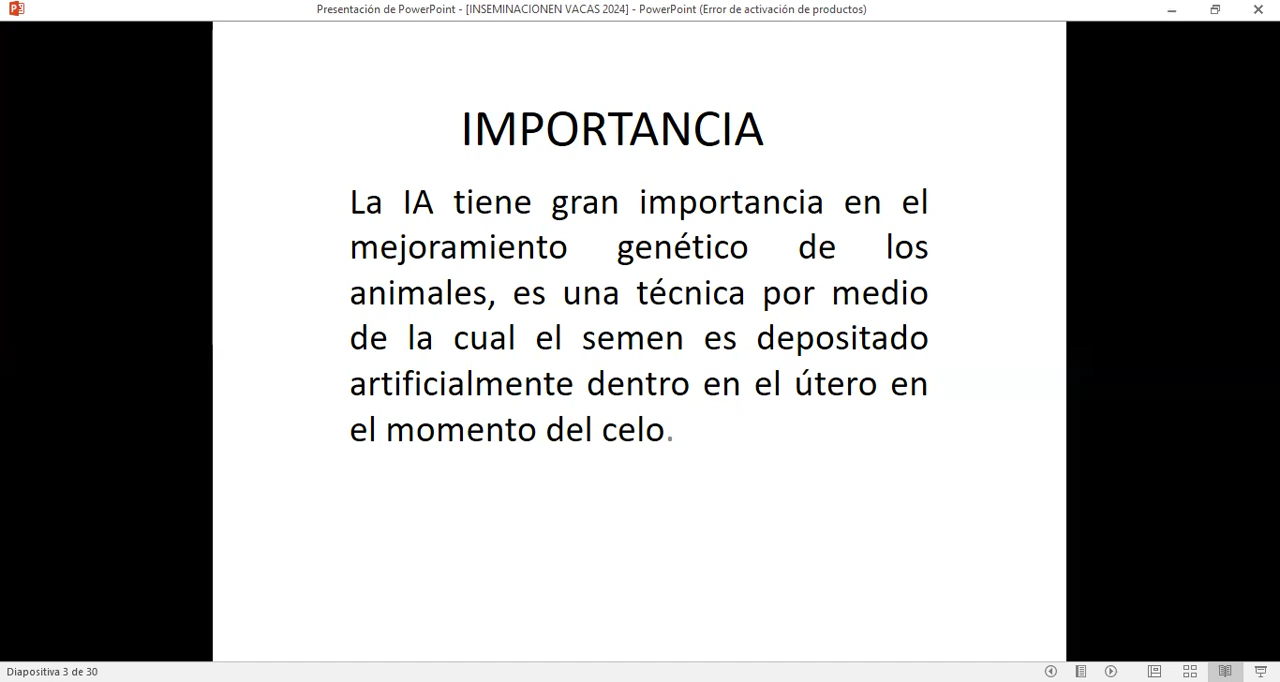 Presentación de PowerPoint - [INSEMINACIONEN VACAS 2024] - PowerPoint (Error de activación de productos)
IMPORTANCIA
La IA tiene gran importancia en el
mejoramiento genético de los
animales, es una técnica por medio
de la cual el semen es depositado
artificialmente dentro en el útero en
el momento del celo.
Diapositiva 3 de 30